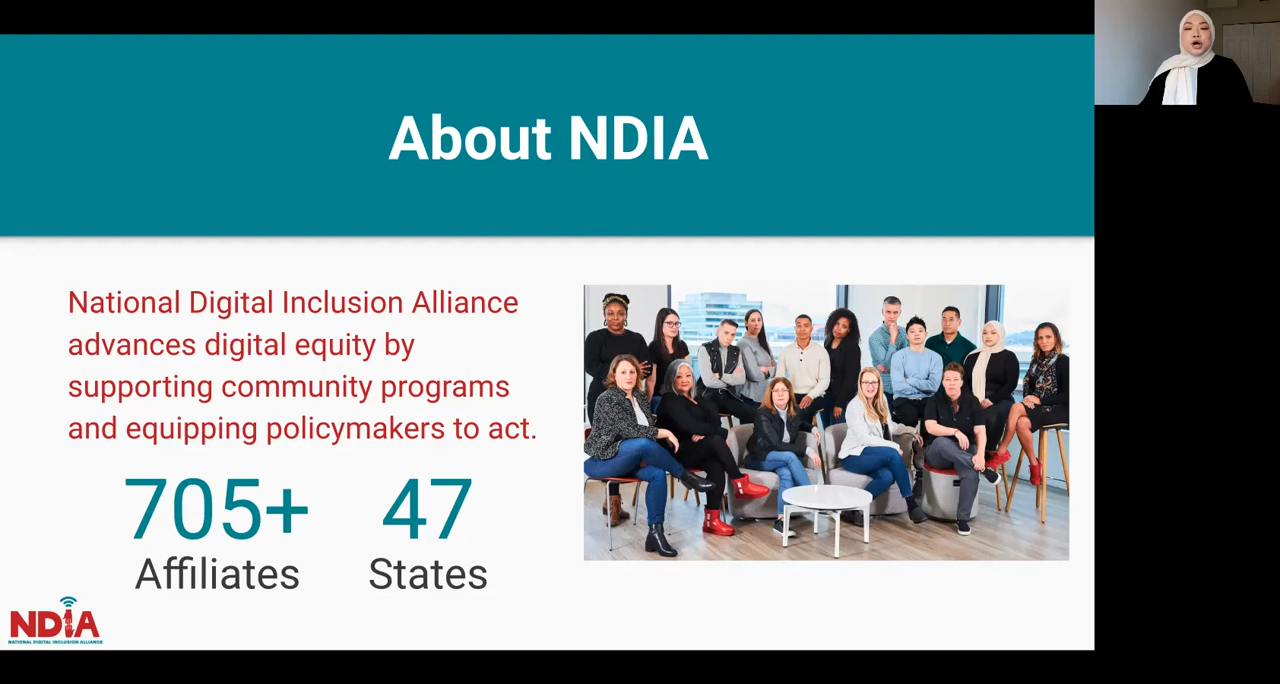 About NDIA
National Digital Inclusion Alliance
advances digital equity by
supporting community programs
and equipping policymakers to act.
705+ 47
Affiliates States
NDIA
NATIONAL DIGITAL INCLUSION ALLIANCE